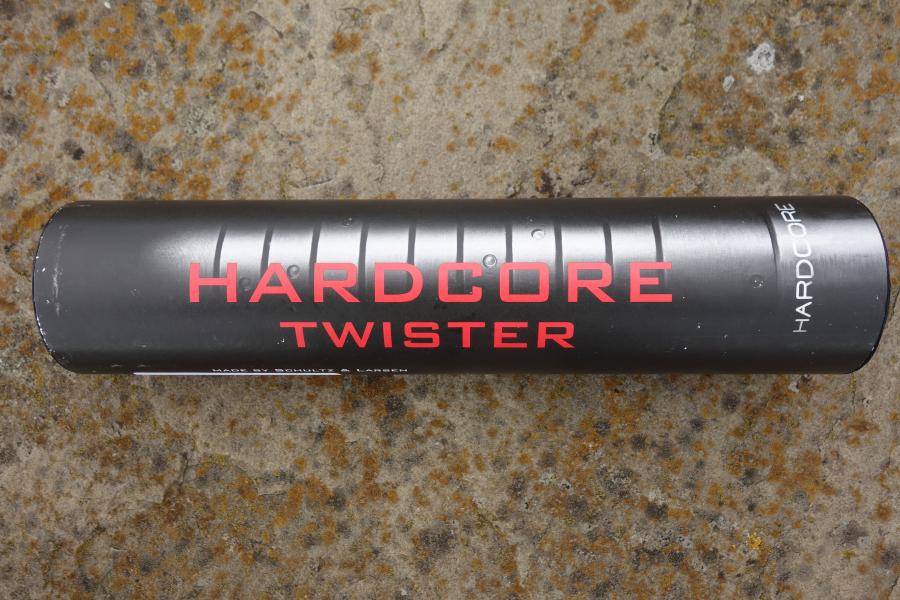 HARDCORE
TWISTER
MADE BY SCHULTZ & LARSEN
HARDCORE